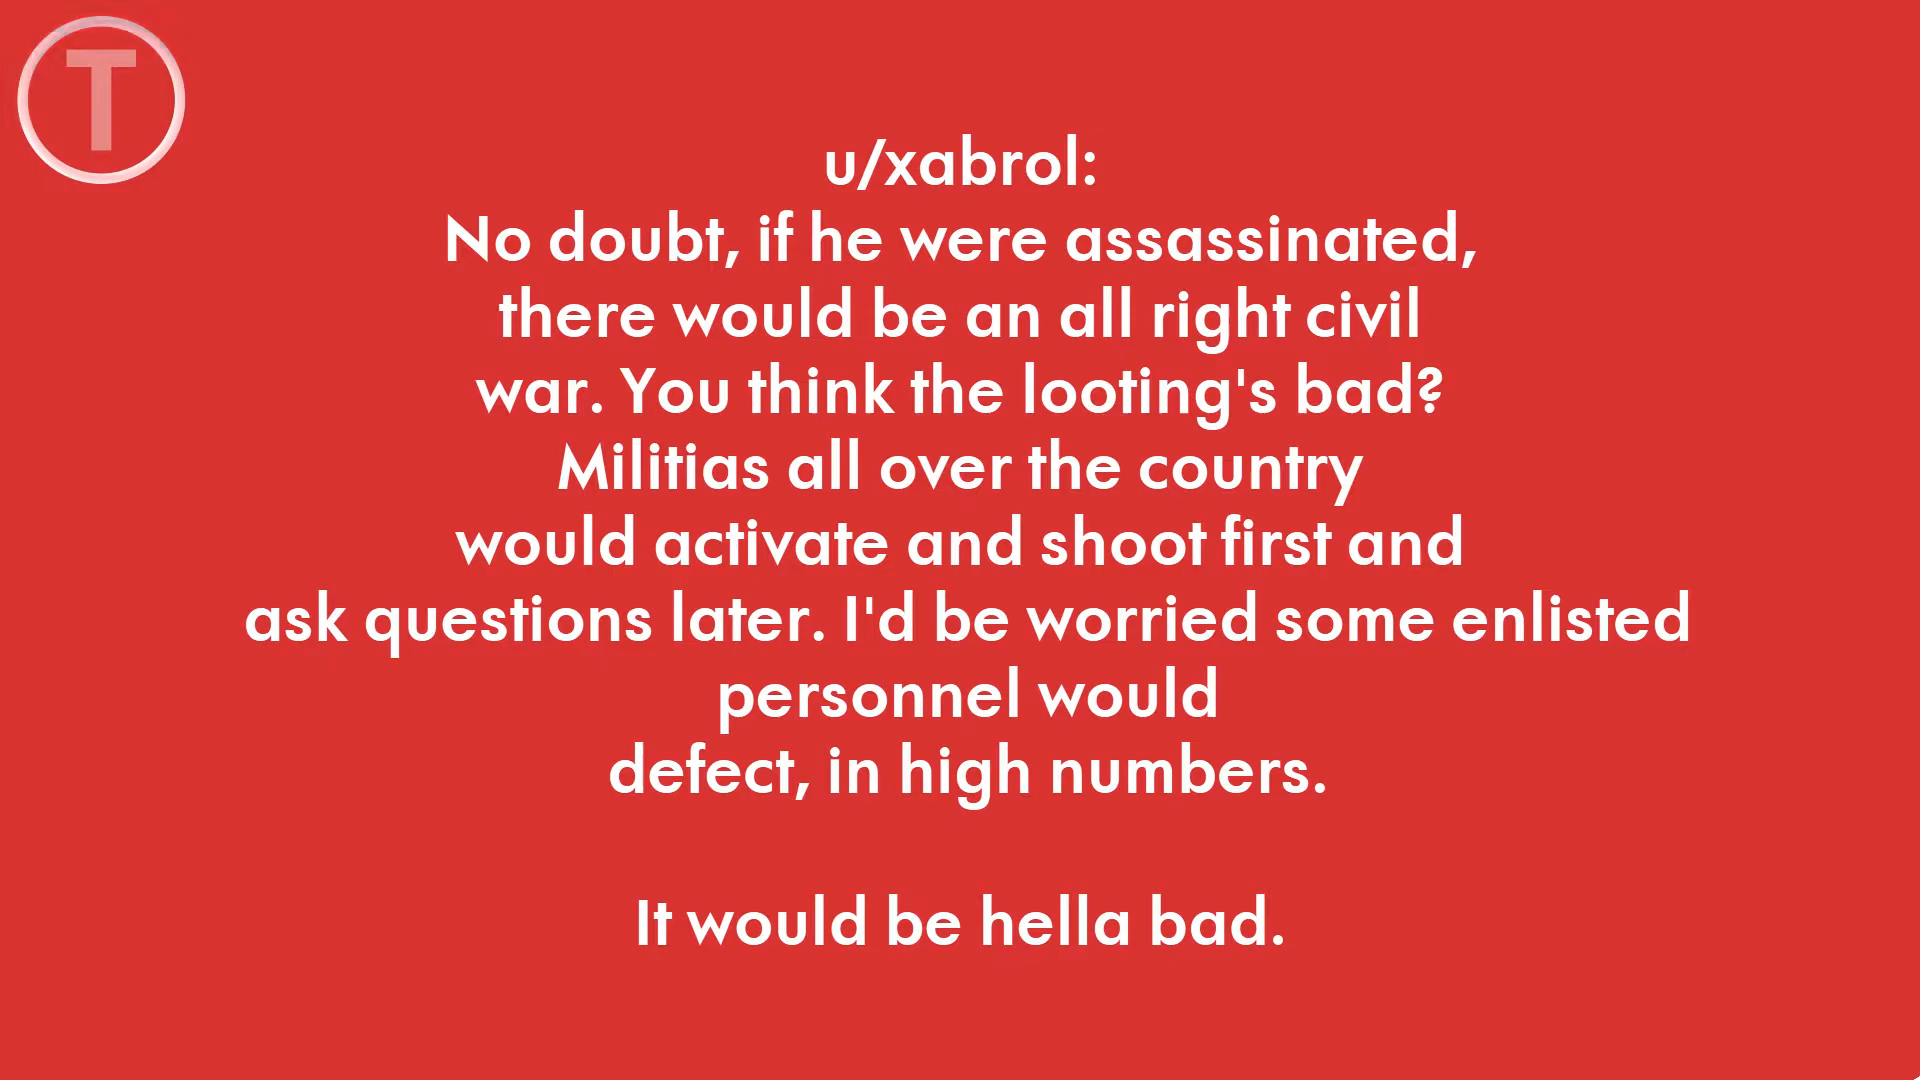 T
u/xabrol:
No doubt, if he were assassinated,
there would be an all right civil
war. You think the looting's bad?
Militias all over the country
would activate and shoot first and
ask questions later. I'd be worried some enlisted
personnel would
defect, in high numbers.
It would be hella bad.